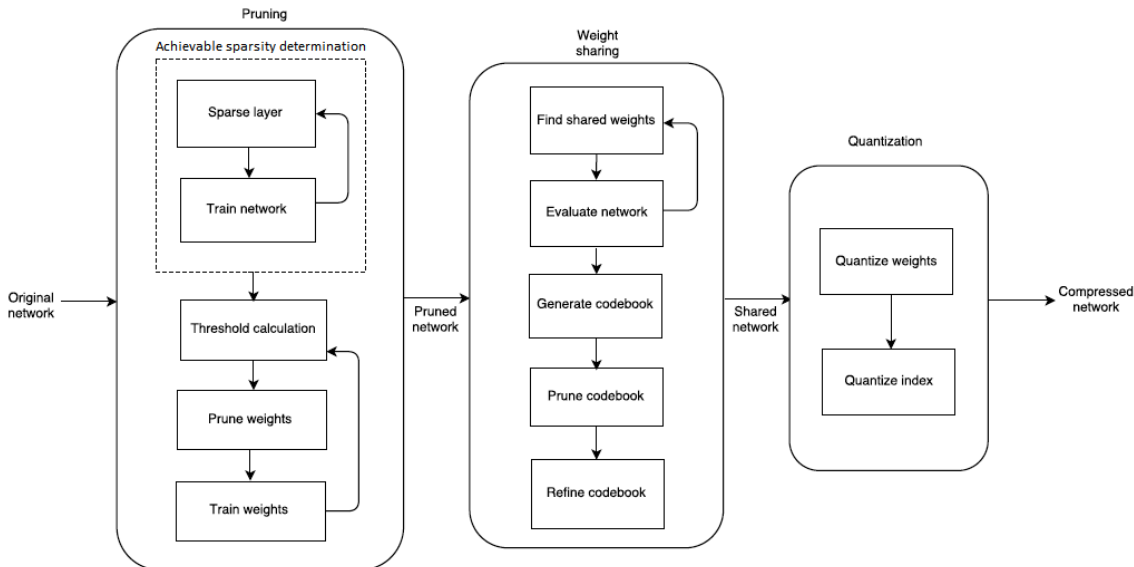 Pruning
Achievable sparsity determination
Sparse layer
Train network
Original
network
Threshold calculation
Prune weights
Train weights
Pruned
network
Weight
sharing
Find shared weights
Evaluate network
Generate codebook
Prune codebook
Refine codebook
Shared
network
Quantization
Quantize weights
Quantize index
Compressed
network